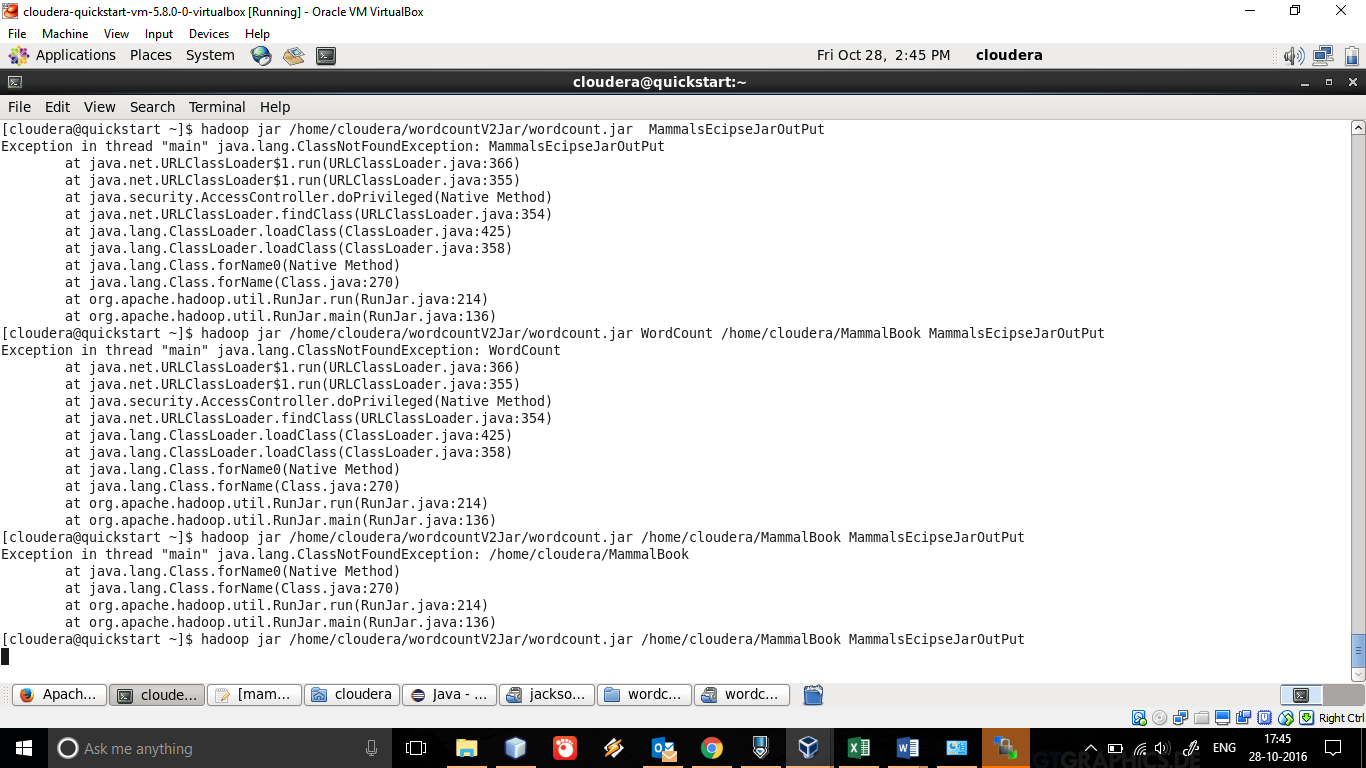 cloudera-quickstart-vm-5.8.0-0-virtualbox [Running] - Oracle VM VirtualBox
File Machine View Input Devices Help
Applications Places System Fri Oct 28, 2:45 PM cloudera
cloudera@quickstart:~
File Edit View Search Terminal Help
[cloudera@quickstart ~]$ hadoop jar /home/cloudera/wordcountV2Jar/wordcount.jar  MammalsEcipseJarOutPut
Exception in thread "main" java.lang.ClassNotFoundException: MammalsEcipseJarOutPut
        at java.net.URLClassLoader$1.run(URLClassLoader.java:366)
        at java.net.URLClassLoader$1.run(URLClassLoader.java:355)
        at java.security.AccessController.doPrivileged(Native Method)
        at java.net.URLClassLoader.findClass(URLClassLoader.java:354)
        at java.lang.ClassLoader.loadClass(ClassLoader.java:425)
        at java.lang.ClassLoader.loadClass(ClassLoader.java:358)
        at java.lang.Class.forName0(Native Method)
        at java.lang.Class.forName(Class.java:270)
        at org.apache.hadoop.util.RunJar.run(RunJar.java:214)
        at org.apache.hadoop.util.RunJar.main(RunJar.java:136)
[cloudera@quickstart ~]$ hadoop jar /home/cloudera/wordcountV2Jar/wordcount.jar WordCount /home/cloudera/MammalBook MammalsEcipseJarOutPut
Exception in thread "main" java.lang.ClassNotFoundException: WordCount
        at java.net.URLClassLoader$1.run(URLClassLoader.java:366)
        at java.net.URLClassLoader$1.run(URLClassLoader.java:355)
        at java.security.AccessController.doPrivileged(Native Method)
        at java.net.URLClassLoader.findClass(URLClassLoader.java:354)
        at java.lang.ClassLoader.loadClass(ClassLoader.java:425)
        at java.lang.ClassLoader.loadClass(ClassLoader.java:358)
        at java.lang.Class.forName0(Native Method)
        at java.lang.Class.forName(Class.java:270)
        at org.apache.hadoop.util.RunJar.run(RunJar.java:214)
        at org.apache.hadoop.util.RunJar.main(RunJar.java:136)
[cloudera@quickstart ~]$ hadoop jar /home/cloudera/wordcountV2Jar/wordcount.jar /home/cloudera/MammalBook MammalsEcipseJarOutPut
Exception in thread "main" java.lang.ClassNotFoundException: /home/cloudera/MammalBook
        at java.lang.Class.forName0(Native Method)
        at java.lang.Class.forName(Class.java:270)
        at org.apache.hadoop.util.RunJar.run(RunJar.java:214)
        at org.apache.hadoop.util.RunJar.main(RunJar.java:136)
[cloudera@quickstart ~]$ hadoop jar /home/cloudera/wordcountV2Jar/wordcount.jar /home/cloudera/MammalBook MammalsEcipseJarOutPut
Apach... cloude... [mam... cloudera Java - ... jackso... wordc... wordc...
Right Ctrl
Ask me anything ENG 17:45
28-10-2016
GTGRAPHICS.DE